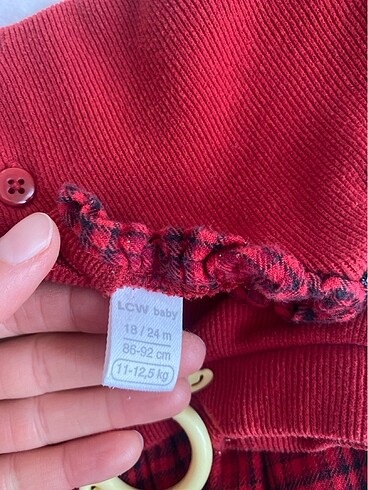 LCW baby
18 / 24 m
86-92 cm
11-12,5 kg